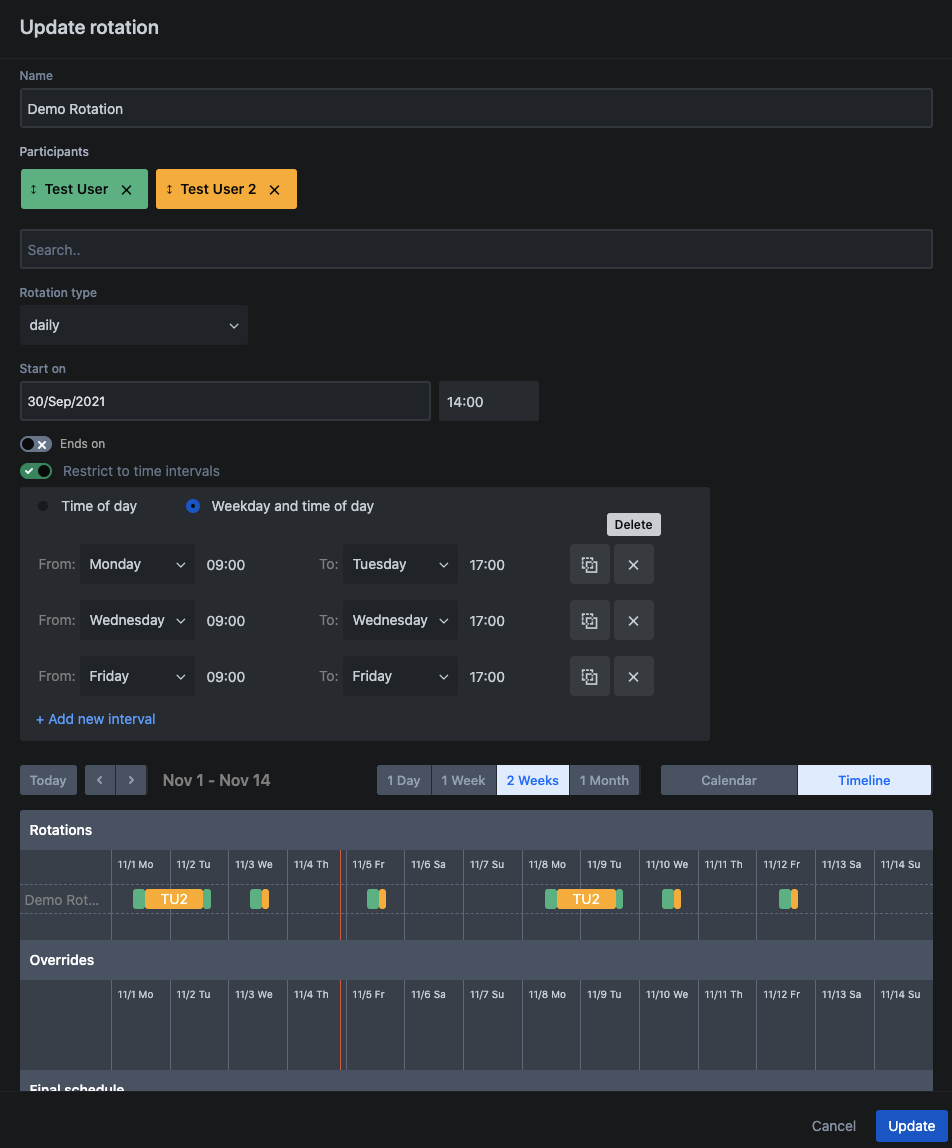 Update rotation
Name
Demo Rotation
Participants
↕ Test User × ↕ Test User 2 ×
Search..
Rotation type
daily
Start on
30/Sep/2021 14:00
Ends on
Restrict to time intervals
Time of day Weekday and time of day
Delete
From: Monday 09:00 To: Tuesday 17:00
From: Wednesday 09:00 To: Wednesday 17:00
From: Friday 09:00 To: Friday 17:00
+ Add new interval
Today < > Nov 1 - Nov 14 1 Day 1 Week 2 Weeks 1 Month Calendar Timeline
Rotations
11/1 Mo 11/2 Tu 11/3 We 11/4 Th 11/5 Fr 11/6 Sa 11/7 Su 11/8 Mo 11/9 Tu 11/10 We 11/11 Th 11/12 Fr 11/13 Sa 11/14 Su
Demo Rot... TU2 TU2
Overrides
11/1 Mo 11/2 Tu 11/3 We 11/4 Th 11/5 Fr 11/6 Sa 11/7 Su 11/8 Mo 11/9 Tu 11/10 We 11/11 Th 11/12 Fr 11/13 Sa 11/14 Su
Final schedule
Cancel Update